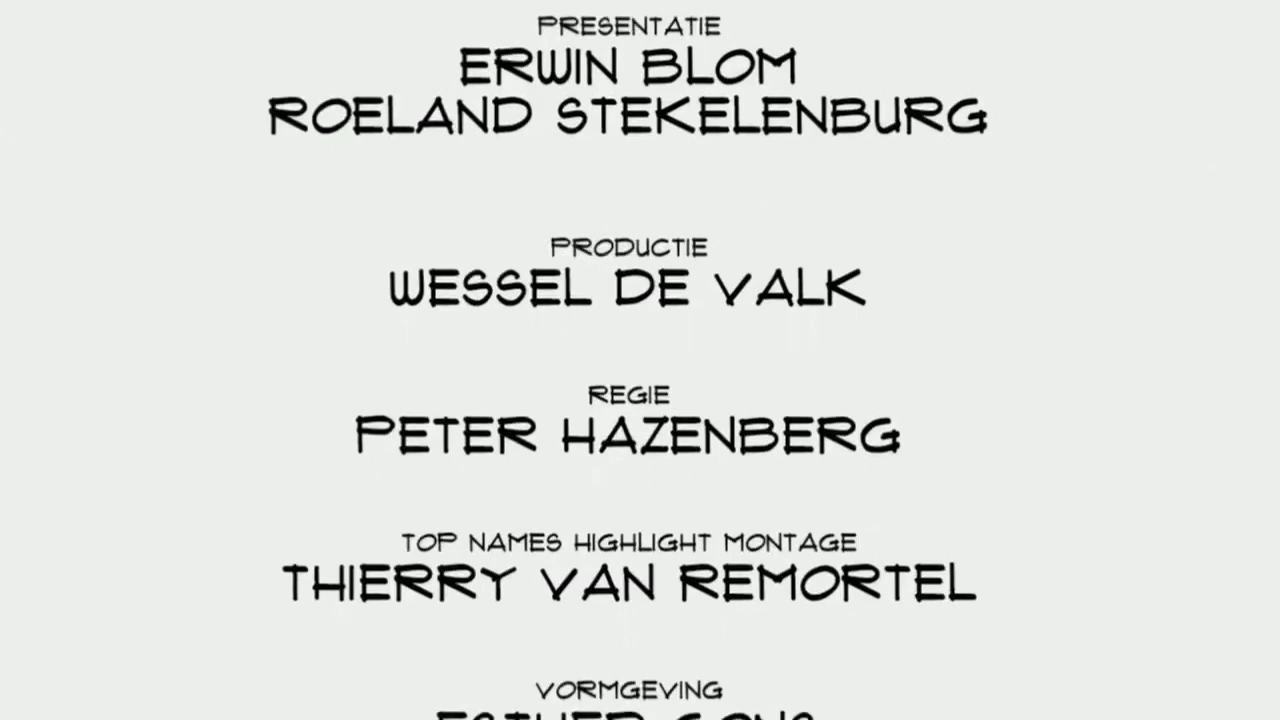 PRESENTATIE
ERWIN BLOM
ROELAND STEKELENBURG
PRODUCTIE
WESSEL DE VALK
REGIE
PETER HAZENBERG
TOP NAMES HIGHLIGHT MONTAGE
THIERRY VAN REMORTEL
VORMGEVING
ESTHER